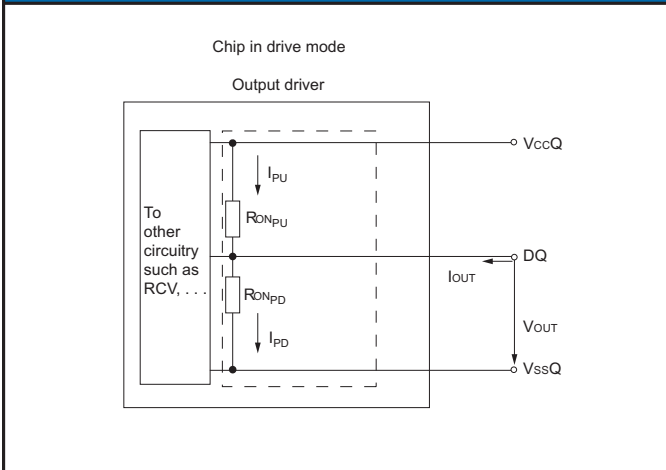 Chip in drive mode
Output driver
VccQ
IPU
RONPU
To
other
circuitry
such as
RCV, . . .
DQ
IOUT
RONPD
VOUT
IPD
VssQ